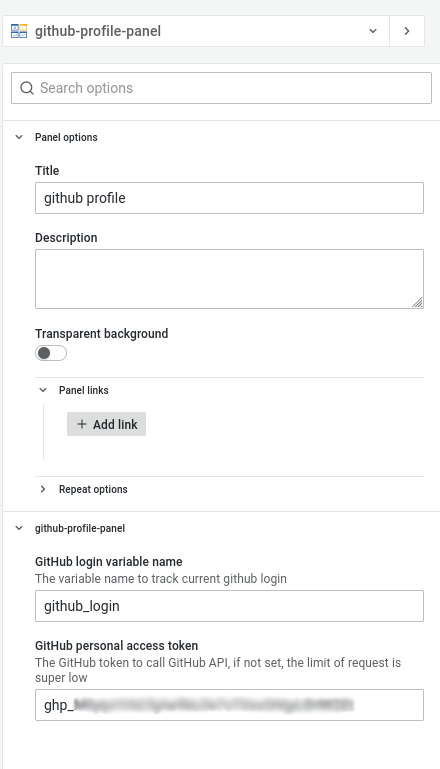 github-profile-panel
Search options
Panel options
Title
github profile
Description
Transparent background
Panel links
+ Add link
Repeat options
github-profile-panel
GitHub login variable name
The variable name to track current github login
github_login
GitHub personal access token
The GitHub token to call GitHub API, if not set, the limit of request is
super low
ghp_